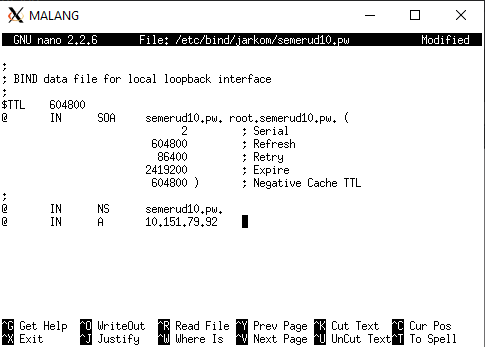 MALANG
GNU nano 2.2.6 File: /etc/bind/jarkom/semerud10.pw Modified
;
; BIND data file for local loopback interface
;
$TTL 604800
@ IN SOA semerud10.pw. root.semerud10.pw. (
2 ; Serial
604800 ; Refresh
86400 ; Retry
2419200 ; Expire
604800 ) ; Negative Cache TTL
;
@ IN NS semerud10.pw.
@ IN A 10.151.79.92
^G Get Help ^O WriteOut ^R Read File ^Y Prev Page ^K Cut Text ^C Cur Pos
^X Exit ^J Justify ^W Where Is ^V Next Page ^U UnCut Text ^T To Spell